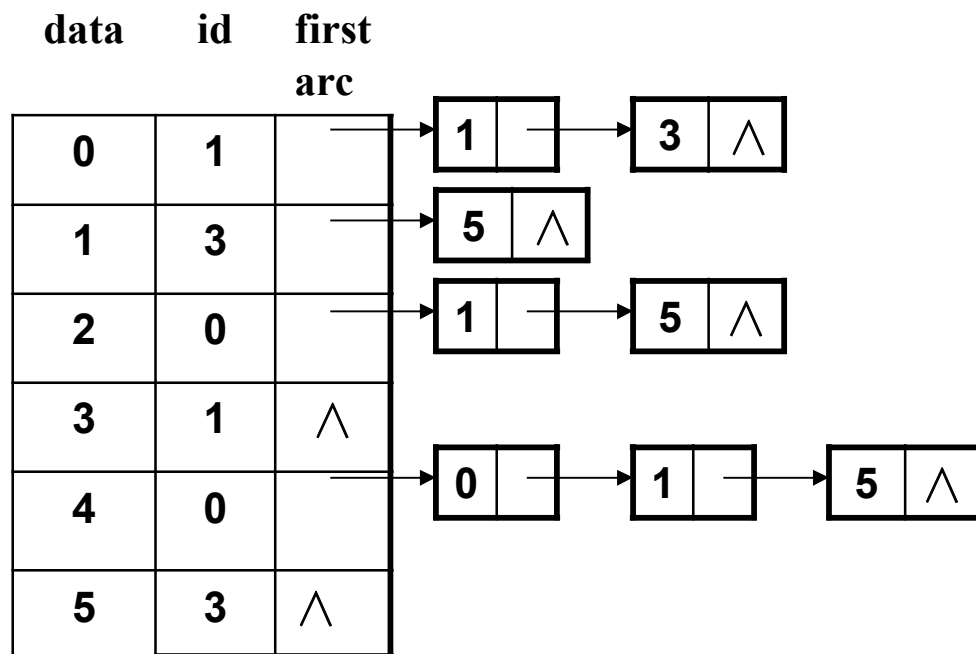 data id first
arc
0 1 1 3 ∧
1 3 5 ∧
2 0 1 5 ∧
3 1 ∧
4 0 0 1 5 ∧
5 3 ∧